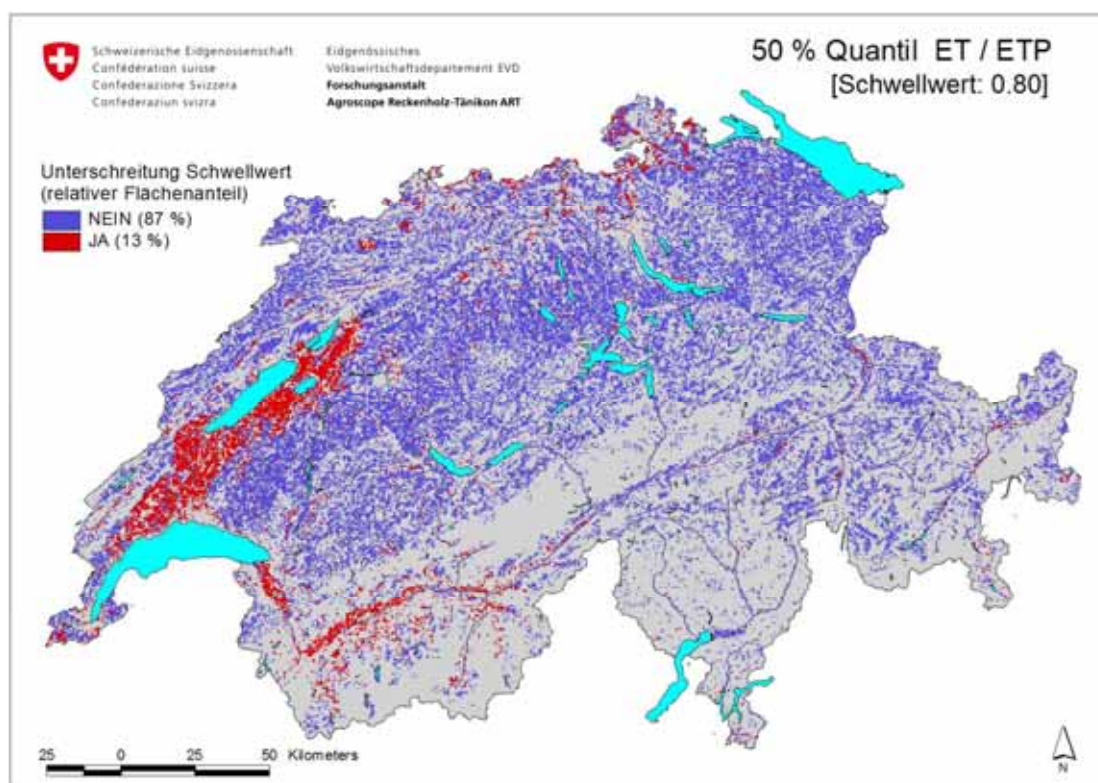 Schweizerische Eidgenossenschaft
Confédération suisse
Confederazione Svizzera
Confederaziun svizra
Eidgenössisches
Volkswirtschaftsdepartement EVD
Forschungsanstalt
Agroscope Reckenholz-Tänikon ART
50 % Quantil ET / ETP
[Schwellwert: 0.80]
Unterschreitung Schwellwert
(relativer Flächenanteil)
NEIN (87 %)
JA (13 %)
25 0 25 50 Kilometers
N